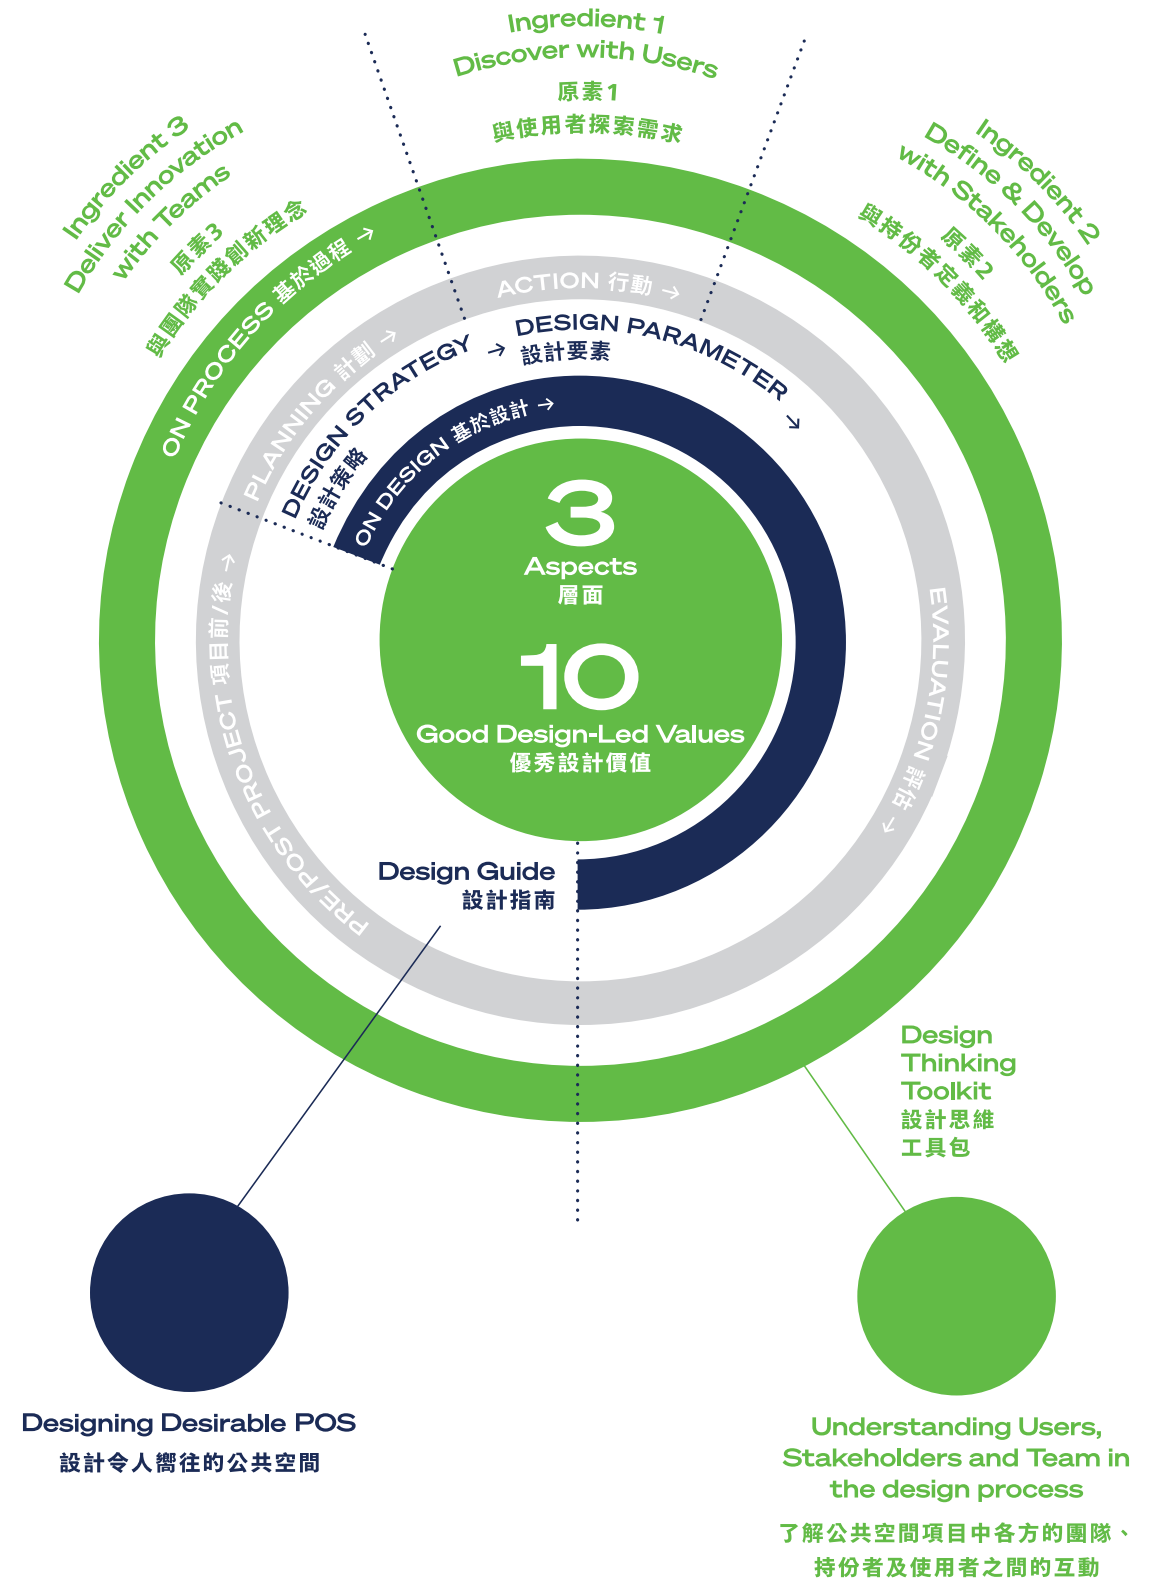 Ingredient 1
Discover with Users
原素1
與使用者探索需求
Ingredient 2
Define & Develop
with Stakeholders
原素2
與持份者定義和構想
Ingredient 3
Deliver Innovation
with Teams
原素3
與團隊實踐創新理念
ON PROCESS 基於過程 →
PLANNING 計劃 →
ACTION 行動 →
EVALUATION 評估 →
PRE/POST PROJECT 項目前/後 →
DESIGN STRATEGY →
設計策略
DESIGN PARAMETER →
設計要素
ON DESIGN 基於設計 →
3
Aspects
層面
10
Good Design-Led Values
優秀設計價值
Design Guide
設計指南
Design
Thinking
Toolkit
設計思維
工具包
Designing Desirable POS
設計令人嚮往的公共空間
Understanding Users,
Stakeholders and Team in
the design process
了解公共空間項目中各方的團隊、
持份者及使用者之間的互動